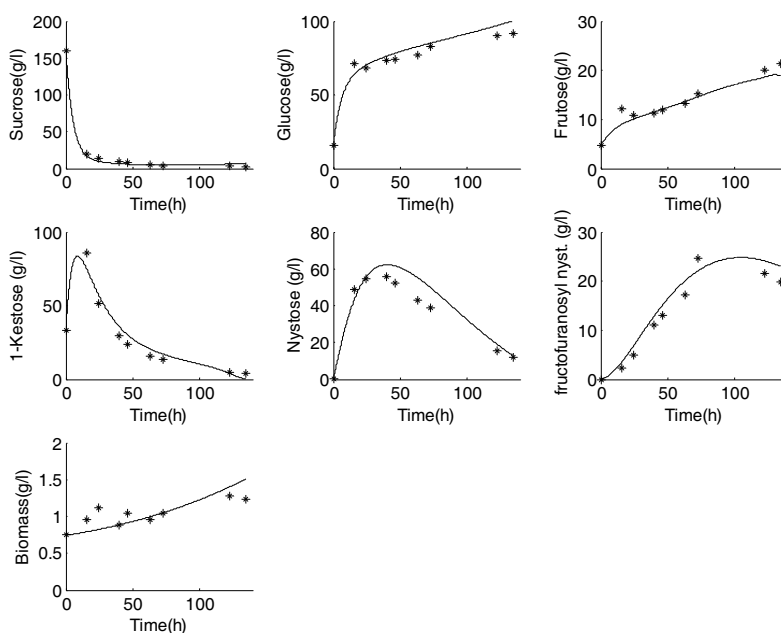 200
150
100
50
0
Sucrose(g/l)
0 50 100
Time(h)
100
50
0
Glucose(g/l)
0 50 100
Time(h)
30
20
10
0
Frutose(g/l)
0 50 100
Time(h)
100
50
0
1-Kestose (g/l)
0 50 100
Time(h)
80
60
40
20
0
Nystose (g/l)
0 50 100
Time(h)
30
20
10
0
fructofuranosyl nyst. (g/l)
0 50 100
Time(h)
2
1.5
1
0.5
0
Biomass(g/l)
0 50 100
Time(h)